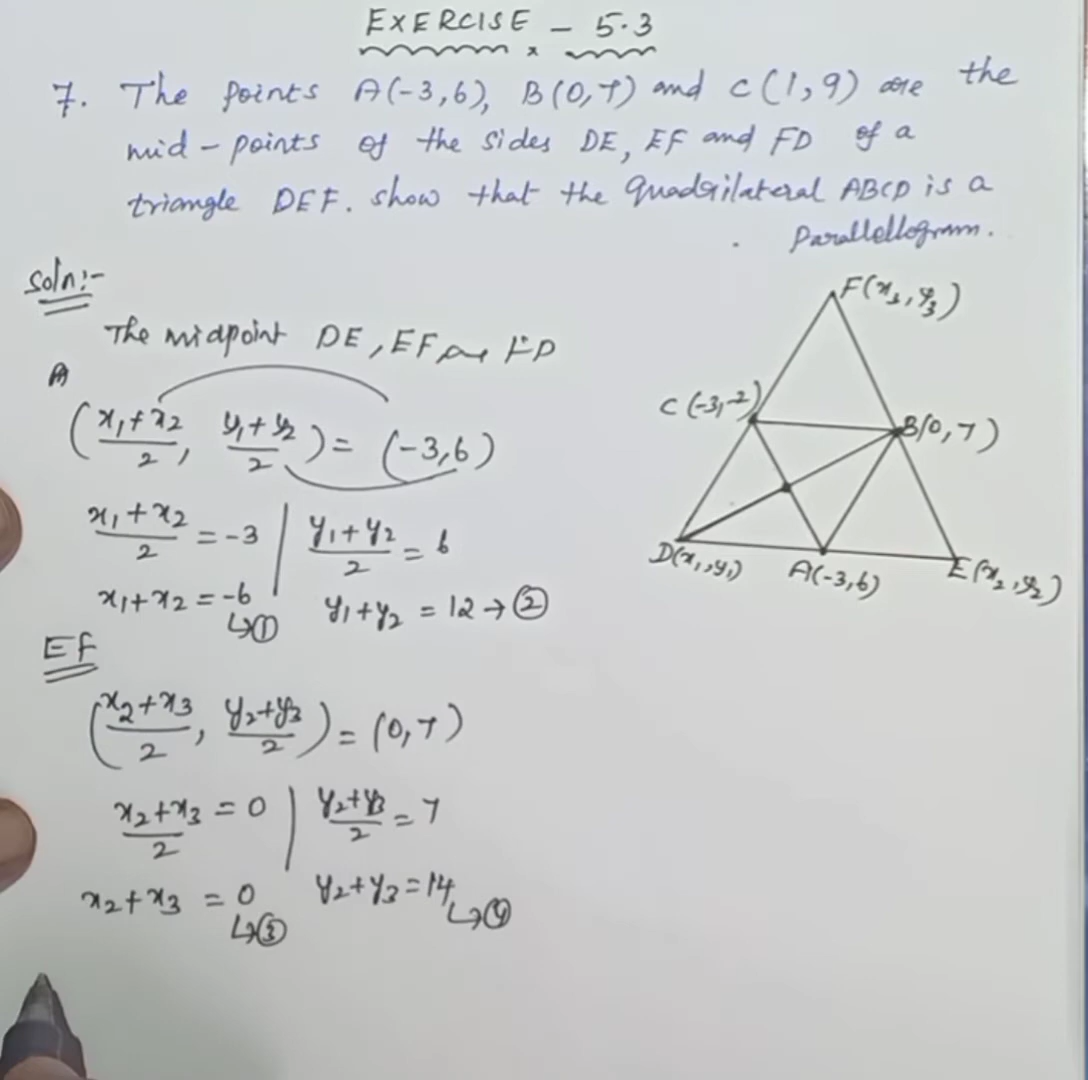 EXERCISE - 5.3
7. The points A(-3,6), B(0,7) and C(1,9) are the
mid-points of the sides DE, EF and FD of a
triangle DEF. show that the Quadrilateral ABCD is a
Parallellogram.
Soln:-
The midpoint DE, EF and FD
(x₁+x₂/2, y₁+y₂/2) = (-3,6)
x₁+x₂/2 = -3 | y₁+y₂/2 = 6
x₁+x₂ = -6 ↳① y₁+y₂ = 12 → ②
EF
(x₂+x₃/2, y₂+y₃/2) = (0,7)
x₂+x₃/2 = 0 | y₂+y₃/2 = 7
x₂+x₃ = 0 ↳③ y₂+y₃ = 14 ↳④
F(x₃, y₃)
C(-3,-2)
B(0,7)
D(x₁,y₁)
A(-3,6)
E(x₂,y₂)